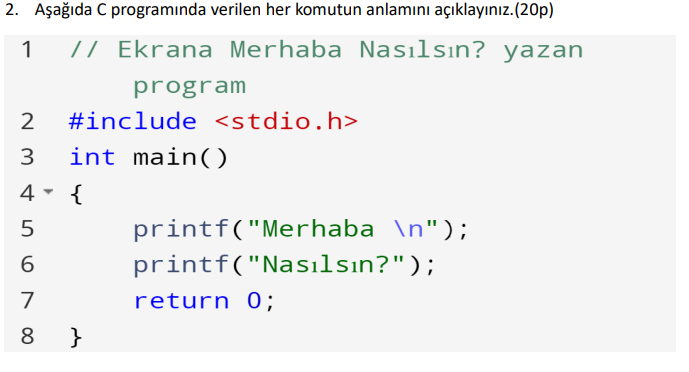 2. Aşağıda C programında verilen her komutun anlamını açıklayınız.(20p)
1 // Ekrana Merhaba Nasılsın? yazan
program
2 #include <stdio.h>
3 int main()
4 {
5 printf("Merhaba \n");
6 printf("Nasılsın?");
7 return 0;
8 }